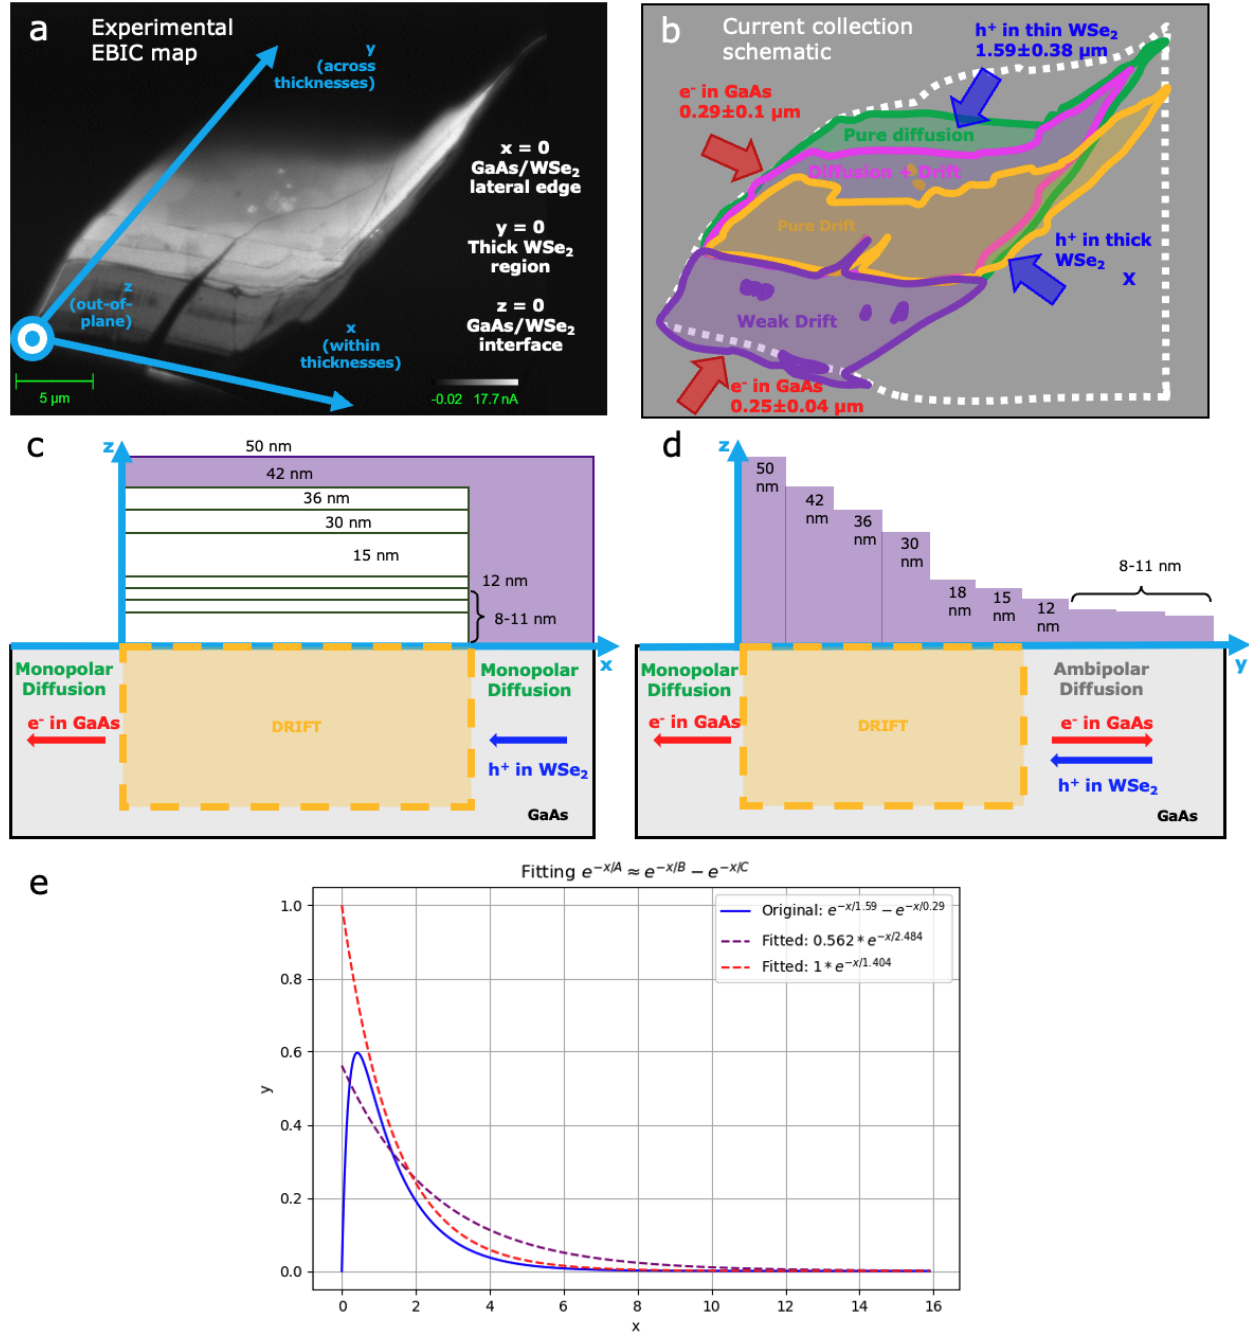 a
Experimental
EBIC map
y
(across
thicknesses)
x = 0
GaAs/WSe₂
lateral edge
y = 0
Thick WSe₂
region
z = 0
GaAs/WSe₂
interface
z
(out-of-
plane)
x
(within
thicknesses)
5 µm
-0.02 17.7 nA
b
Current collection
schematic
h⁺ in thin WSe₂
1.59±0.38 µm
e⁻ in GaAs
0.29±0.1 µm
Pure diffusion
Diffusion + Drift
Pure Drift
h⁺ in thick
WSe₂
X
Weak Drift
e⁻ in GaAs
0.25±0.04 µm
c
z
50 nm
42 nm
36 nm
30 nm
15 nm
12 nm
8-11 nm
x
Monopolar
Diffusion
e⁻ in GaAs
DRIFT
Monopolar
Diffusion
h⁺ in WSe₂
GaAs
d
z
50
nm
42
nm
36
nm
30
nm
18
nm
15
nm
12
nm
8-11 nm
y
Monopolar
Diffusion
e⁻ in GaAs
DRIFT
Ambipolar
Diffusion
e⁻ in GaAs
h⁺ in WSe₂
GaAs
e
Fitting e^{-x/A} ≈ e^{-x/B} − e^{-x/C}
Original: e^{-x/1.59} − e^{-x/0.29}
Fitted: 0.562 * e^{-x/2.484}
Fitted: 1 * e^{-x/1.404}
1.0
0.8
0.6
0.4
0.2
0.0
y
0 2 4 6 8 10 12 14 16
x